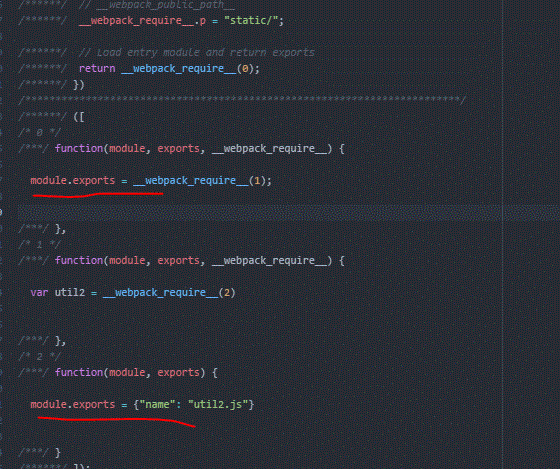 /******/ // __webpack_public_path__
/******/ __webpack_require__.p = "static/";
/******/ // Load entry module and return exports
/******/ return __webpack_require__(0);
/******/ })
/************************************************************************/
/******/ ([
/* 0 */
/***/ function(module, exports, __webpack_require__) {
module.exports = __webpack_require__(1);
/***/ },
/* 1 */
/***/ function(module, exports, __webpack_require__) {
var util2 = __webpack_require__(2)
/***/ },
/* 2 */
/***/ function(module, exports) {
module.exports = {"name": "util2.js"}
/***/ }
/******/ ]);